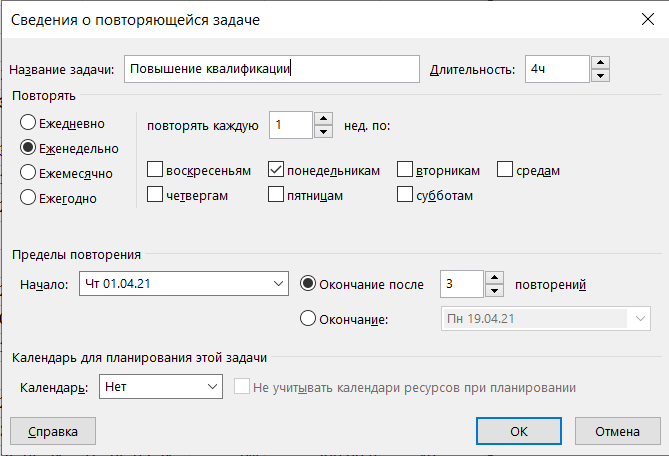 Сведения о повторяющейся задаче
Название задачи: Повышение квалификации Длительность: 4ч
Повторять
Ежедневно повторять каждую 1 нед. по:
Еженедельно
воскресеньям понедельникам вторникам средам
Ежемесячно
четвергам пятницам субботам
Ежегодно
Пределы повторения
Начало: Чт 01.04.21 Окончание после 3 повторений
Окончание: Пн 19.04.21
Календарь для планирования этой задачи
Календарь: Нет Не учитывать календари ресурсов при планировании
Справка ОК Отмена